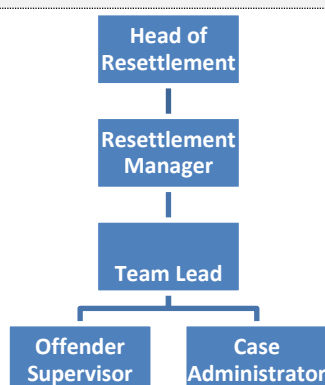 Head of
Resettlement
Resettlement
Manager
Team Lead
Offender
Supervisor
Case
Administrator